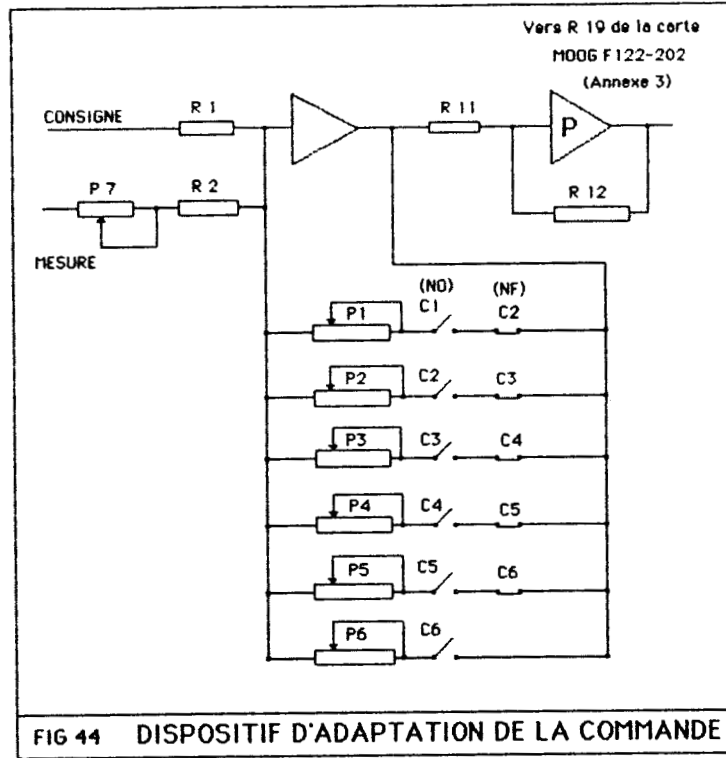 Vers R 19 de la carte
MOOG F122-202
(Annexe 3)
CONSIGNE
R 1
R 11
P
R 12
P 7
R 2
MESURE
(NO)
(NF)
P1
C1
C2
P2
C2
C3
P3
C3
C4
P4
C4
C5
P5
C5
C6
P6
C6
FIG 44 DISPOSITIF D'ADAPTATION DE LA COMMANDE